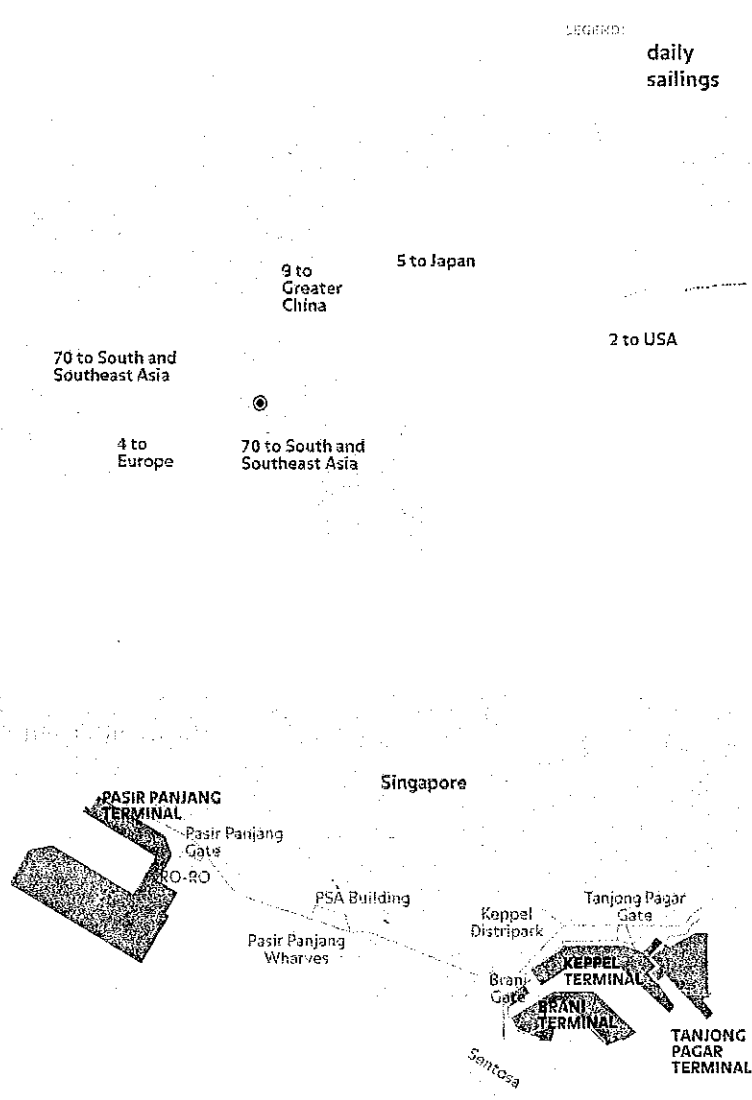 LEGEND:
daily
sailings
9 to
Greater
China
5 to Japan
2 to USA
70 to South and
Southeast Asia
4 to
Europe
70 to South and
Southeast Asia
Singapore
PASIR PANJANG
TERMINAL
Pasir Panjang
Gate
RO-RO
PSA Building
Pasir Panjang
Wharves
Keppel
Distripark
Tanjong Pagar
Gate
Brani
Gate
KEPPEL
TERMINAL
BRANI
TERMINAL
TANJONG
PAGAR
TERMINAL
Sentosa